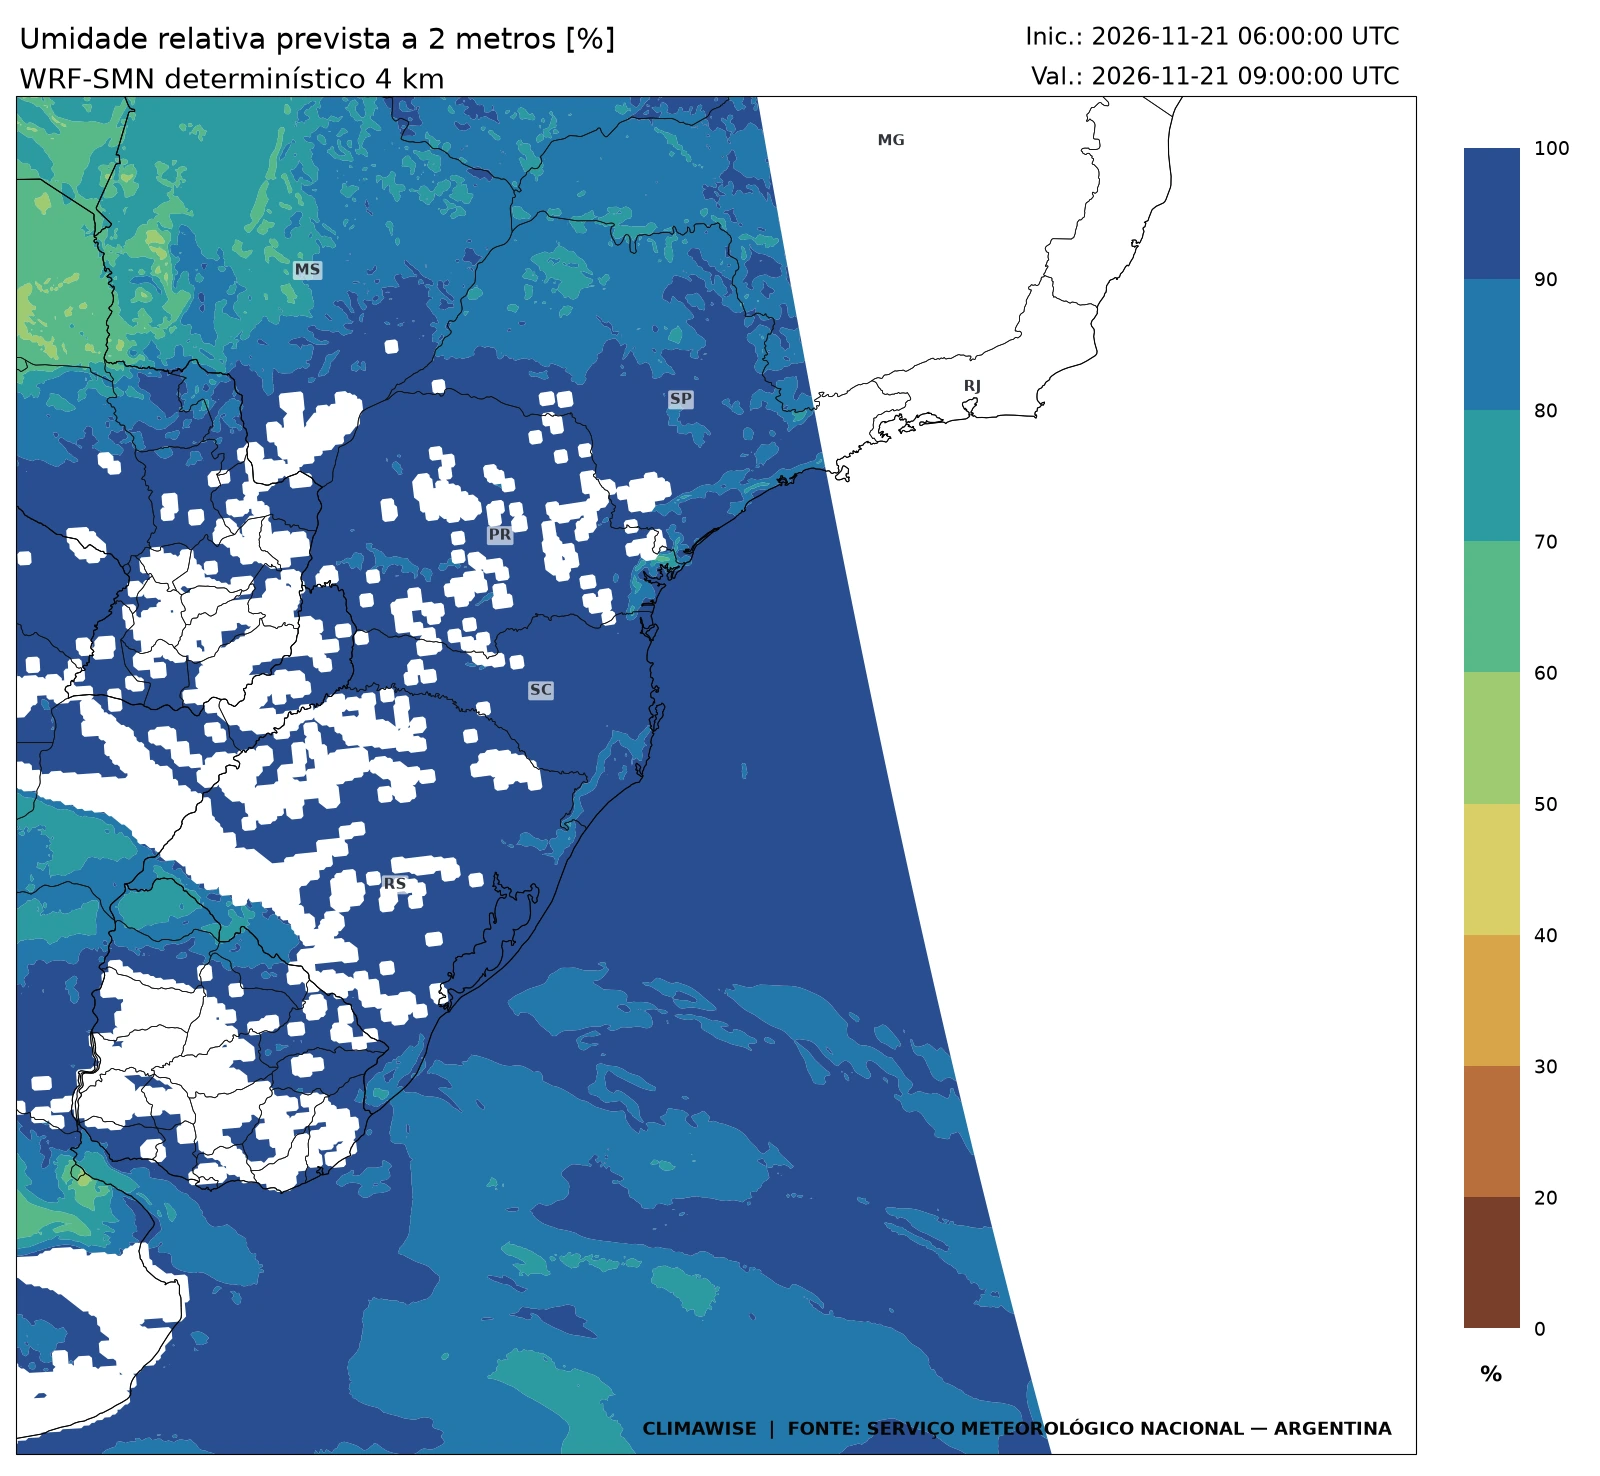 Umidade relativa prevista a 2 metros [%]
WRF-SMN determinístico 4 km
Inic.: 2026-11-21 06:00:00 UTC
Val.: 2026-11-21 09:00:00 UTC
MG
MS
RJ
SP
PR
SC
RS
100
90
80
70
60
50
40
30
20
0
%
CLIMAWISE | FONTE: SERVIÇO METEOROLÓGICO NACIONAL — ARGENTINA